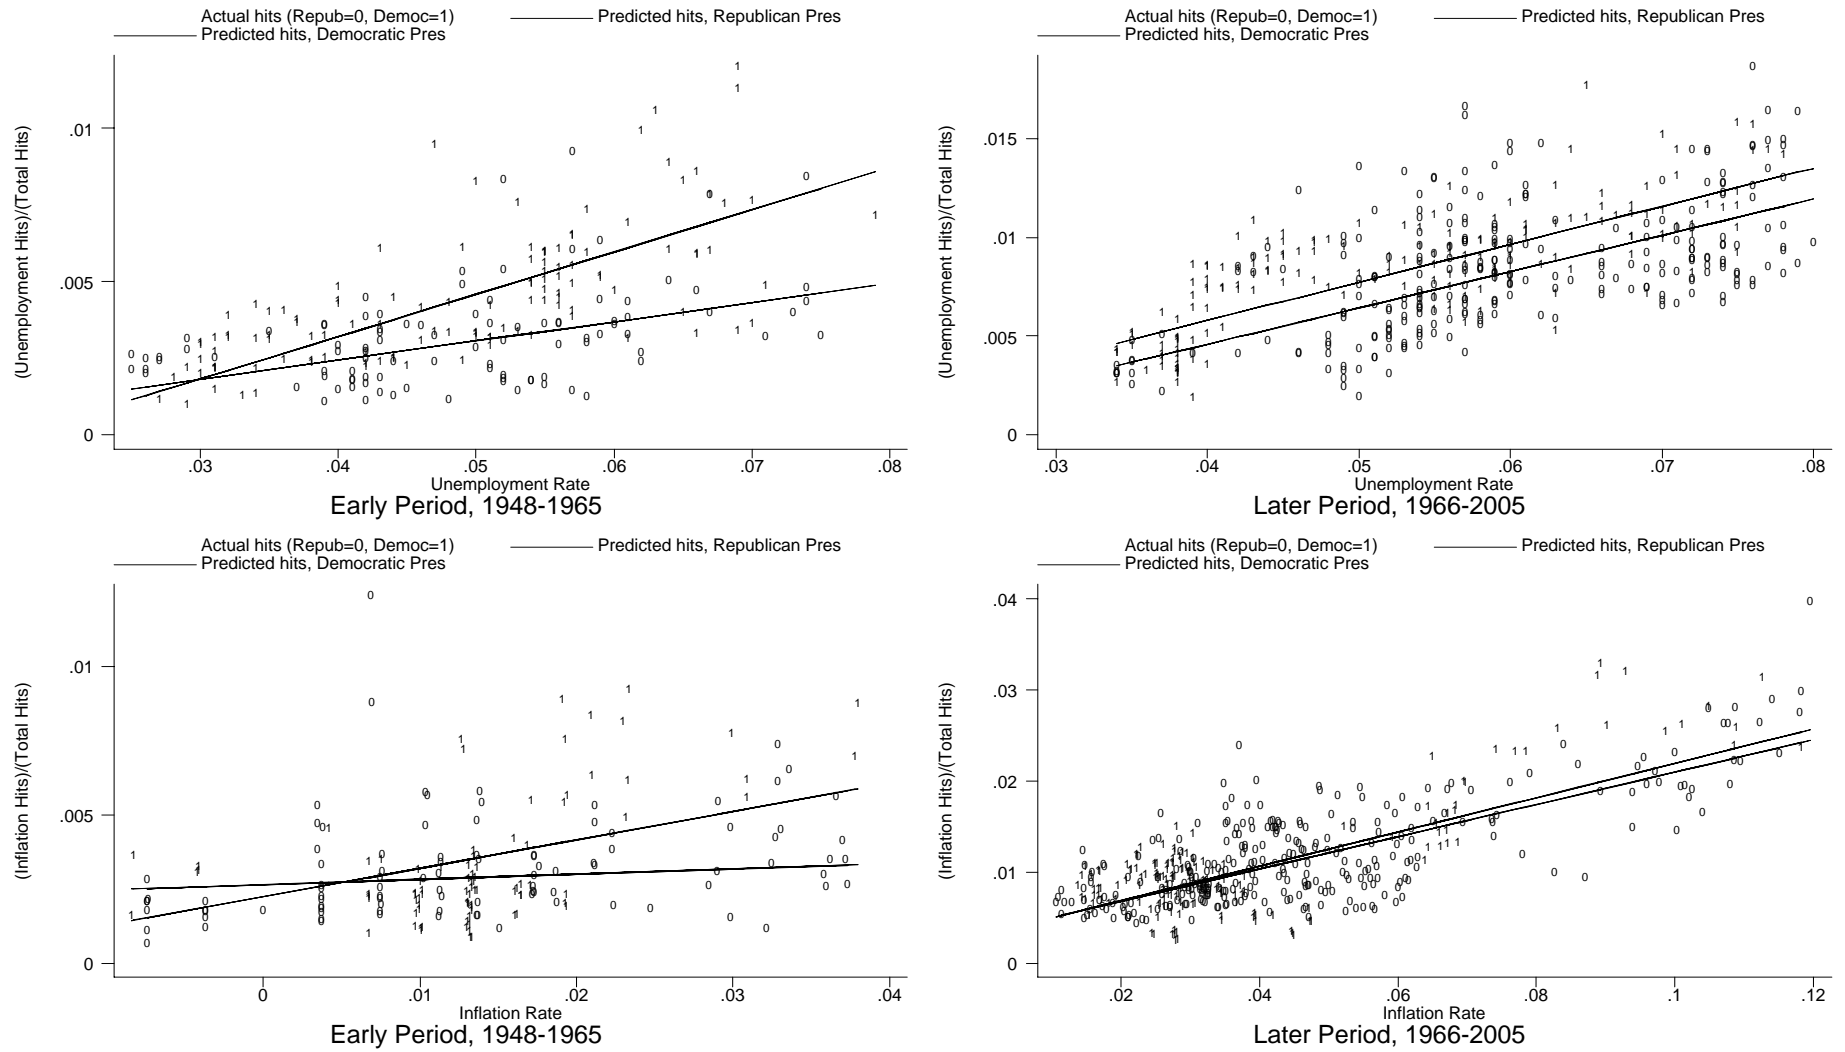 Actual hits (Repub=0, Democ=1) Predicted hits, Republican Pres
Predicted hits, Democratic Pres
(Unemployment Hits)/(Total Hits)
.01
.005
0
.03 .04 .05 .06 .07 .08
Unemployment Rate
Early Period, 1948-1965
Actual hits (Repub=0, Democ=1) Predicted hits, Republican Pres
Predicted hits, Democratic Pres
(Unemployment Hits)/(Total Hits)
.015
.01
.005
0
.03 .04 .05 .06 .07 .08
Unemployment Rate
Later Period, 1966-2005
Actual hits (Repub=0, Democ=1) Predicted hits, Republican Pres
Predicted hits, Democratic Pres
(Inflation Hits)/(Total Hits)
.01
.005
0
0 .01 .02 .03 .04
Inflation Rate
Early Period, 1948-1965
Actual hits (Repub=0, Democ=1) Predicted hits, Republican Pres
Predicted hits, Democratic Pres
(Inflation Hits)/(Total Hits)
.04
.03
.02
.01
0
.02 .04 .06 .08 .1 .12
Inflation Rate
Later Period, 1966-2005